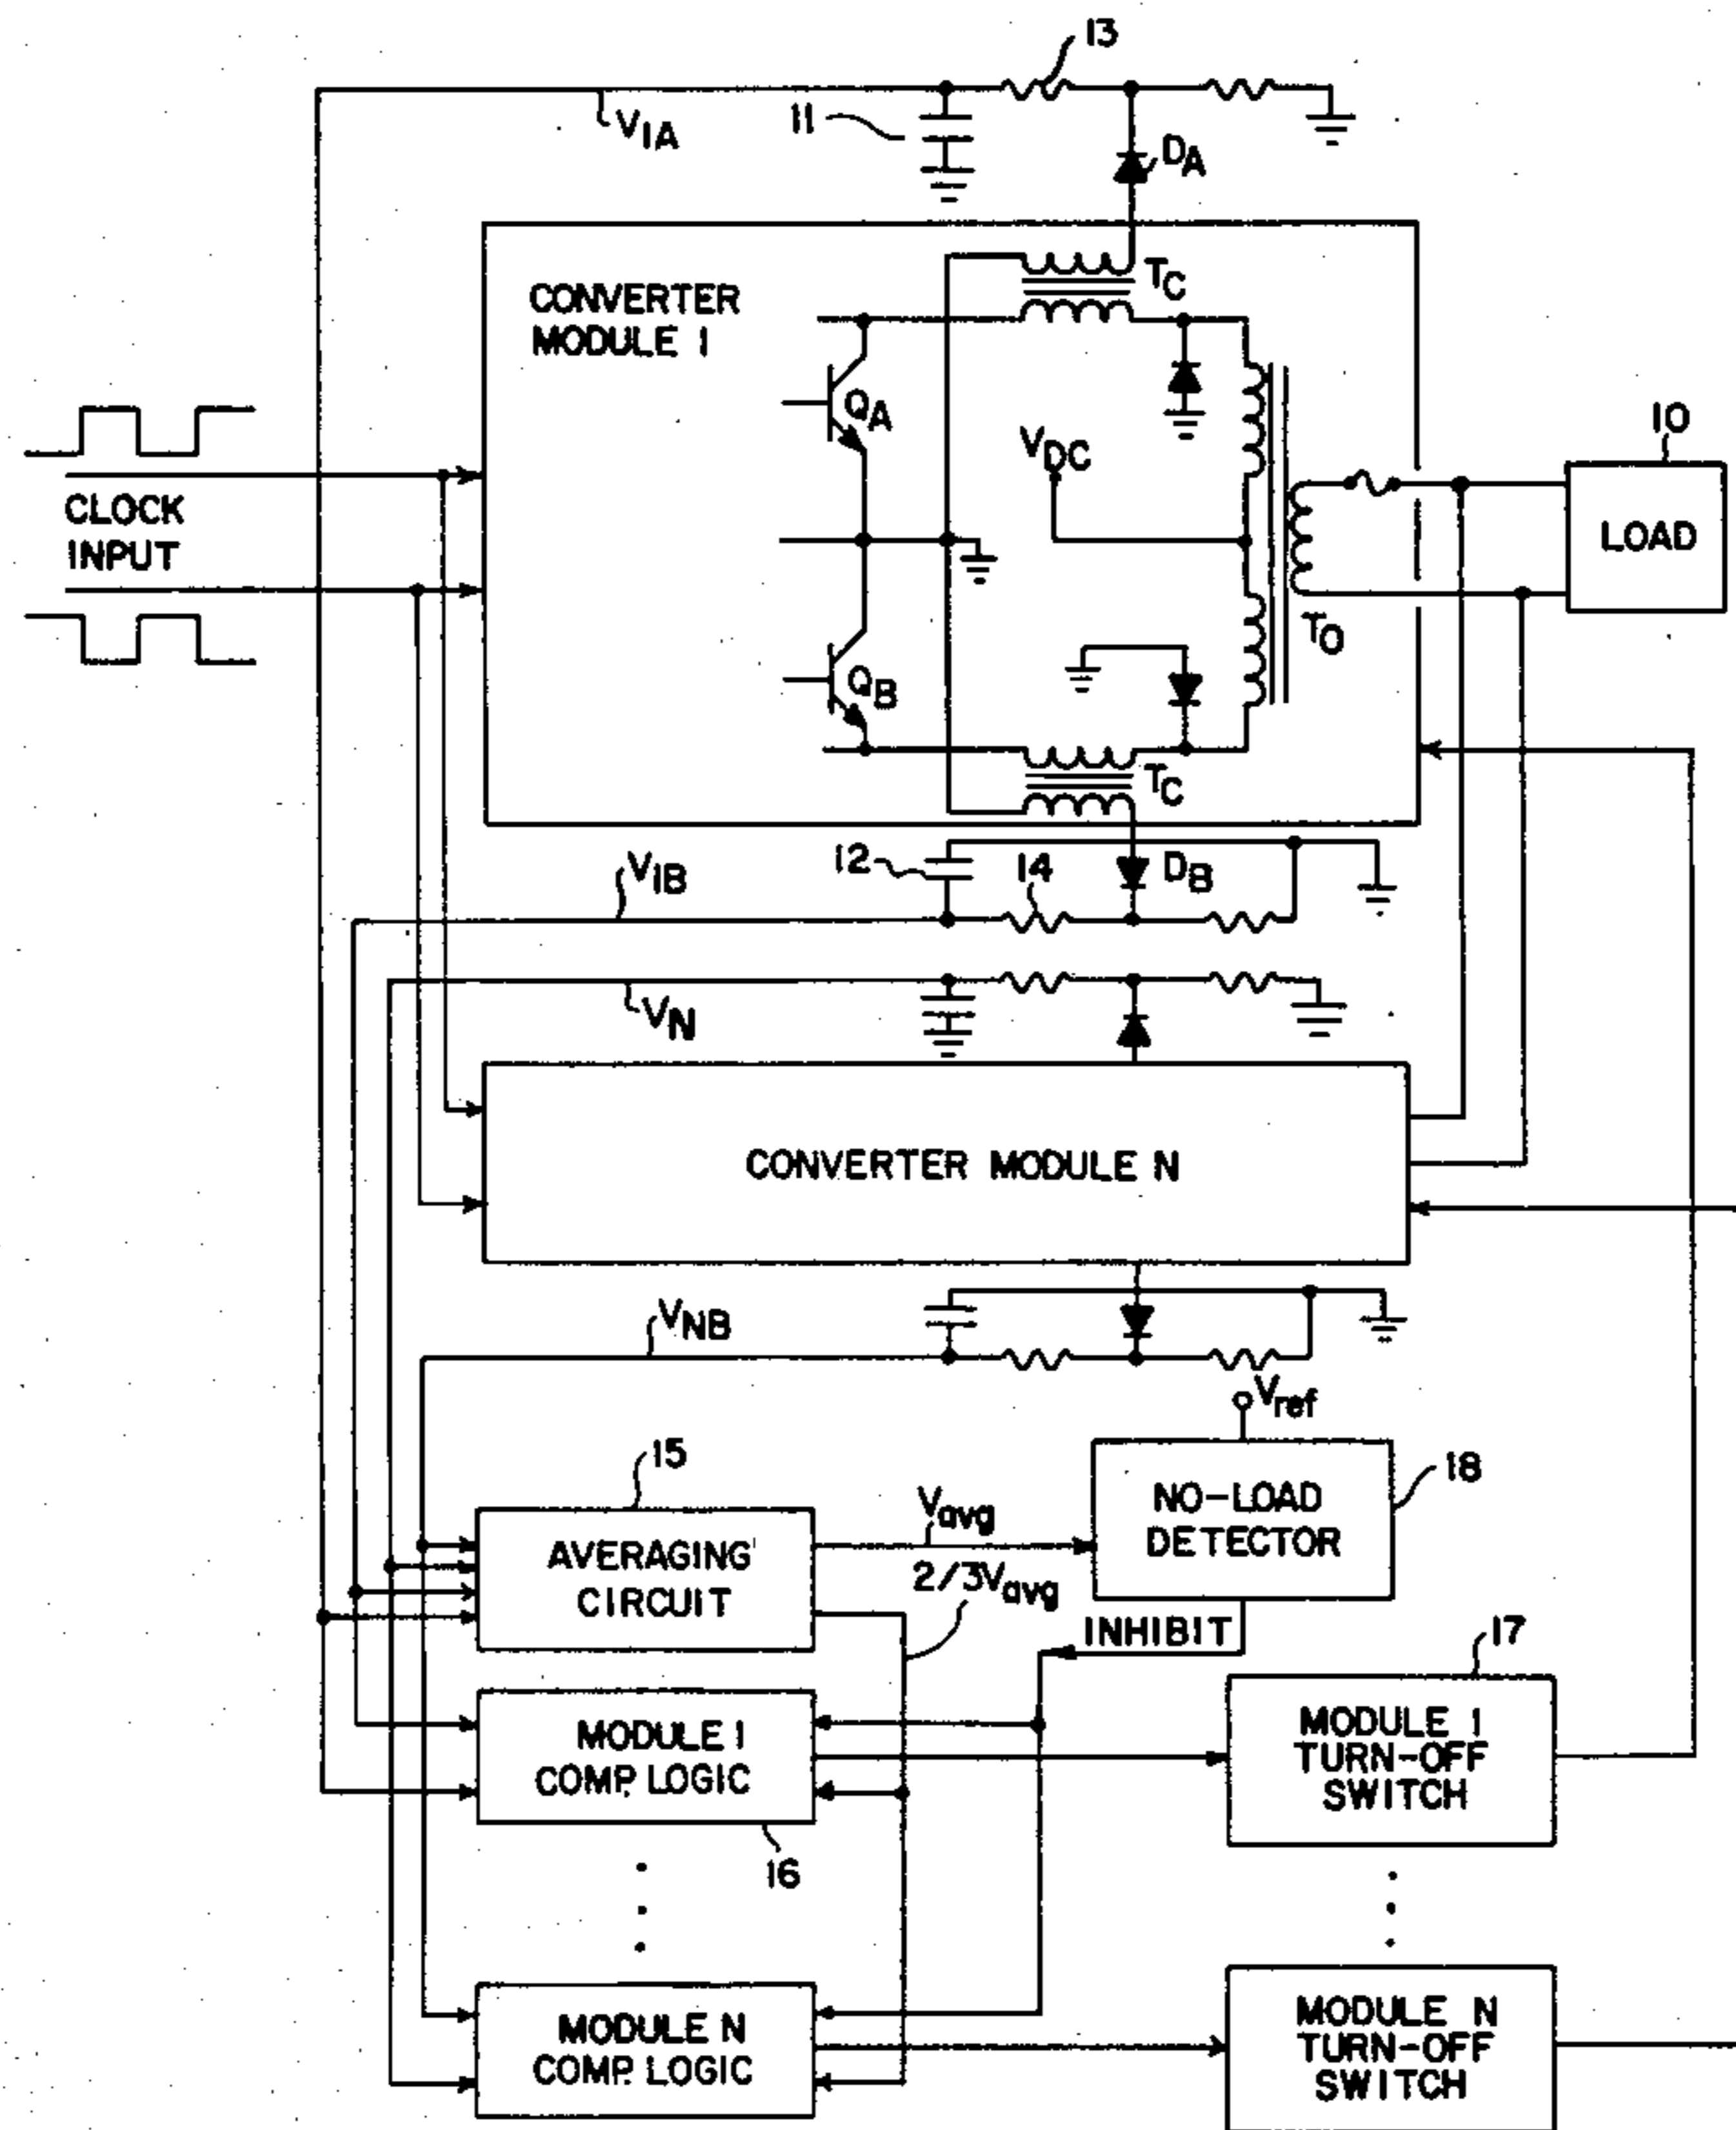 13
V1A
11
DA
CONVERTER
MODULE 1
TC
QA
VDC
10
CLOCK
INPUT
LOAD
TO
QB
TC
V1B
12
14
DB
VN
CONVERTER MODULE N
VNB
Vref
15
18
AVERAGING
CIRCUIT
Vavg
NO-LOAD
DETECTOR
2/3Vavg
INHIBIT
17
MODULE 1
COMP. LOGIC
MODULE 1
TURN-OFF
SWITCH
16
MODULE N
COMP. LOGIC
MODULE N
TURN-OFF
SWITCH